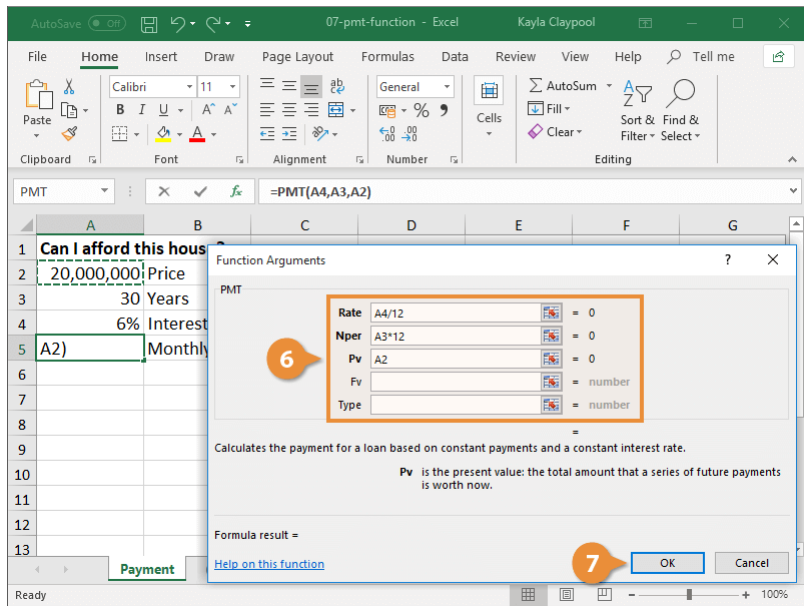 AutoSave Off 07-pmt-function - Excel Kayla Claypool
File Home Insert Draw Page Layout Formulas Data Review View Help Tell me
Calibri 11 ab General Σ AutoSum A Z
Paste B I U A^ A˅ % 9 Cells Fill Sort & Find &
A .00 .00 Clear Filter Select
Clipboard Font Alignment Number Editing
PMT fx =PMT(A4,A3,A2)
A B C D E F G
1 Can I afford this hous
2 20,000,000 Price
3 30 Years
4 6% Interest
5 A2) Monthly
6
7
8
9
10
11
12
13
Function Arguments ? X
PMT
Rate A4/12 = 0
Nper A3*12 = 0
6 Pv A2 = 0
Fv = number
Type = number
=
Calculates the payment for a loan based on constant payments and a constant interest rate.
Pv is the present value: the total amount that a series of future payments
is worth now.
Formula result =
Help on this function 7 OK Cancel
Payment
Ready 100%